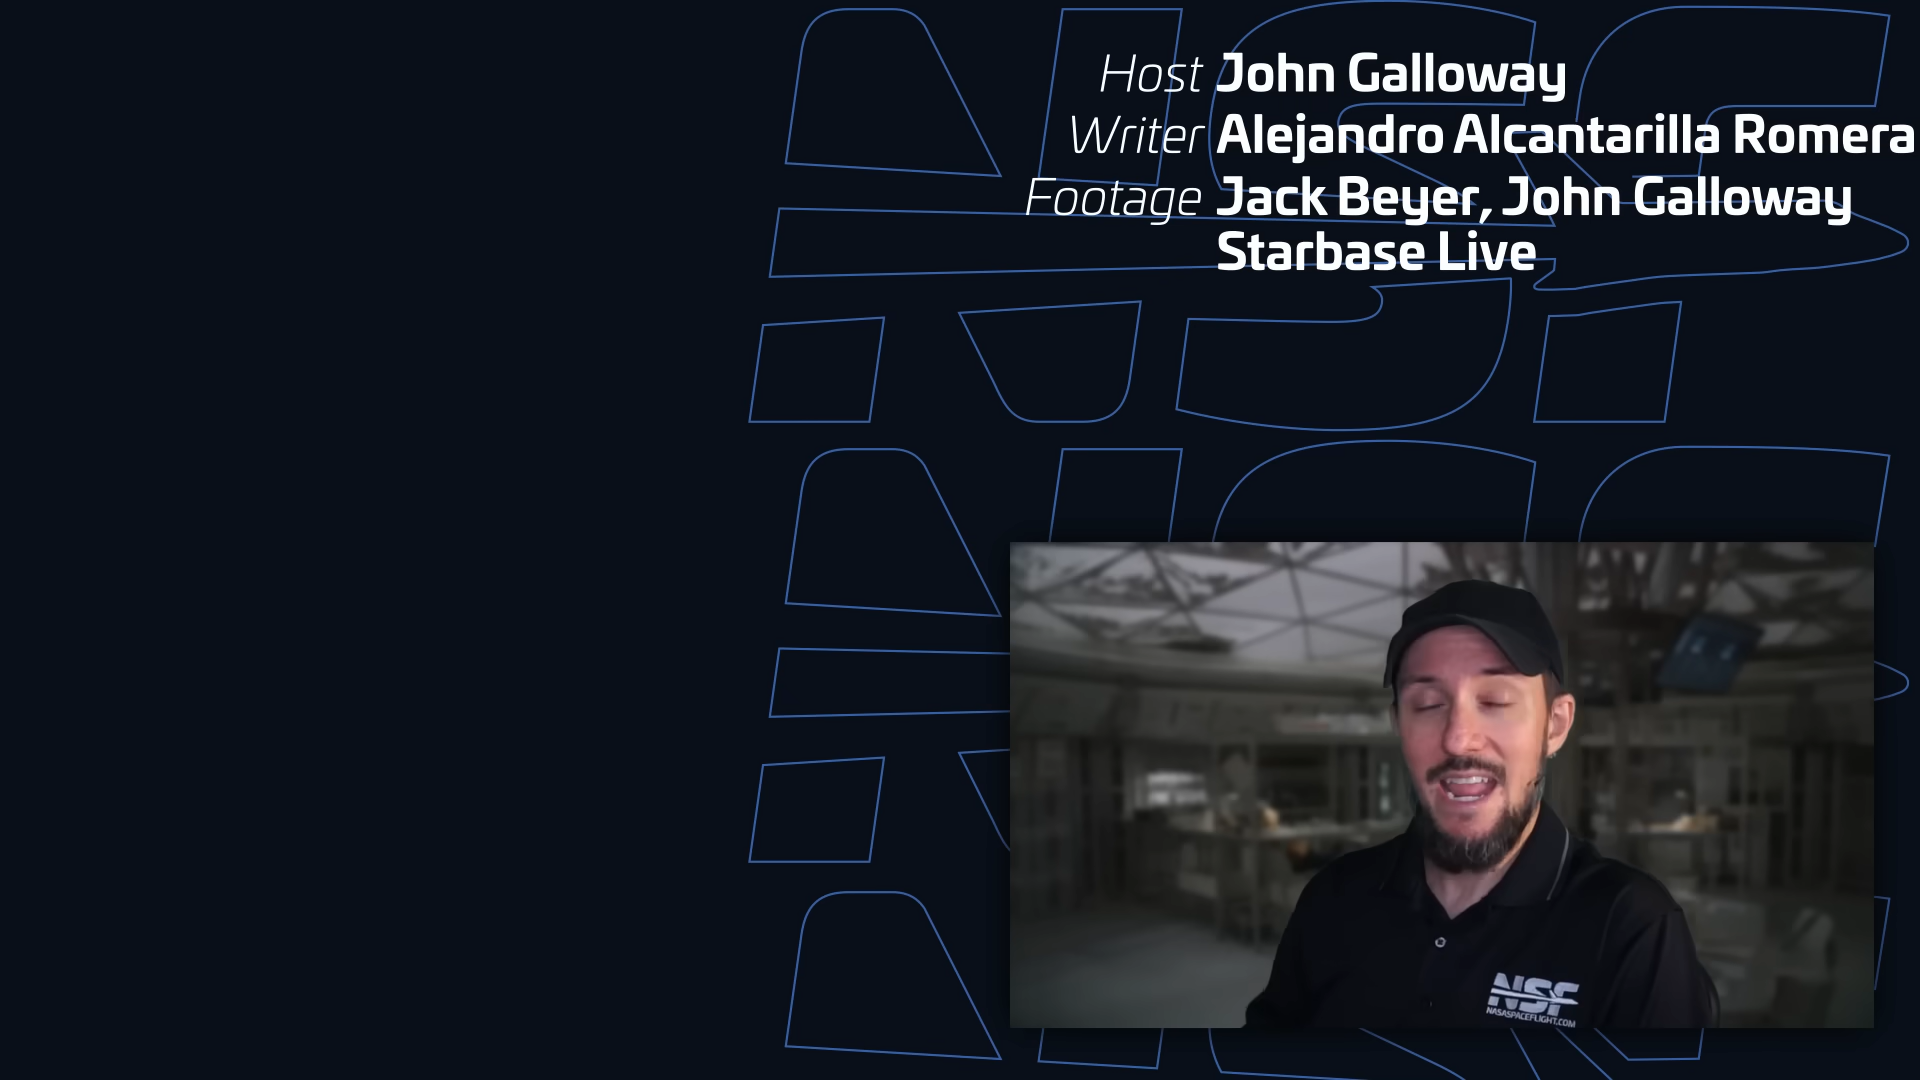 Host John Galloway
Writer Alejandro Alcantarilla Romera
Footage Jack Beyer, John Galloway
Starbase Live
NSF
NASASPACEFLIGHT.COM